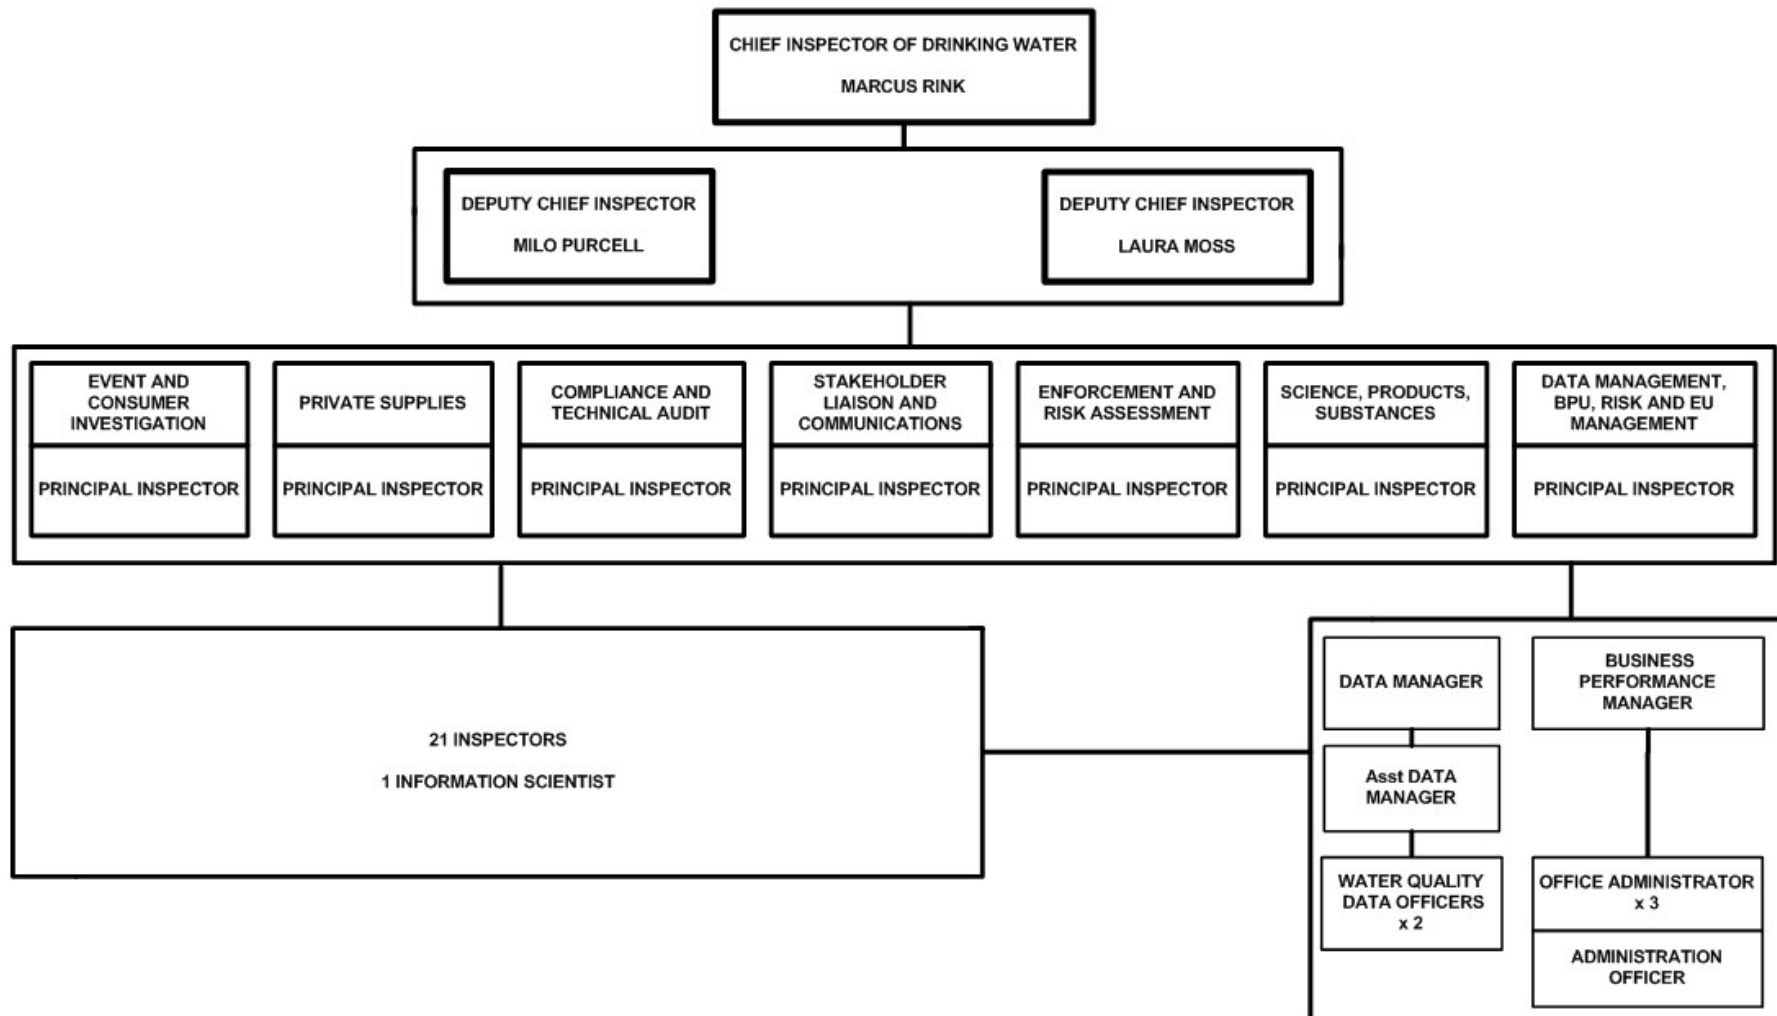 CHIEF INSPECTOR OF DRINKING WATER
MARCUS RINK
DEPUTY CHIEF INSPECTOR
MILO PURCELL
DEPUTY CHIEF INSPECTOR
LAURA MOSS
EVENT AND
CONSUMER
INVESTIGATION
PRINCIPAL INSPECTOR
PRIVATE SUPPLIES
PRINCIPAL INSPECTOR
COMPLIANCE AND
TECHNICAL AUDIT
PRINCIPAL INSPECTOR
STAKEHOLDER
LIAISON AND
COMMUNICATIONS
PRINCIPAL INSPECTOR
ENFORCEMENT AND
RISK ASSESSMENT
PRINCIPAL INSPECTOR
SCIENCE, PRODUCTS,
SUBSTANCES
PRINCIPAL INSPECTOR
DATA MANAGEMENT,
BPU, RISK AND EU
MANAGEMENT
PRINCIPAL INSPECTOR
21 INSPECTORS
1 INFORMATION SCIENTIST
DATA MANAGER
Asst DATA
MANAGER
WATER QUALITY
DATA OFFICERS
x 2
BUSINESS
PERFORMANCE
MANAGER
OFFICE ADMINISTRATOR
x 3
ADMINISTRATION
OFFICER